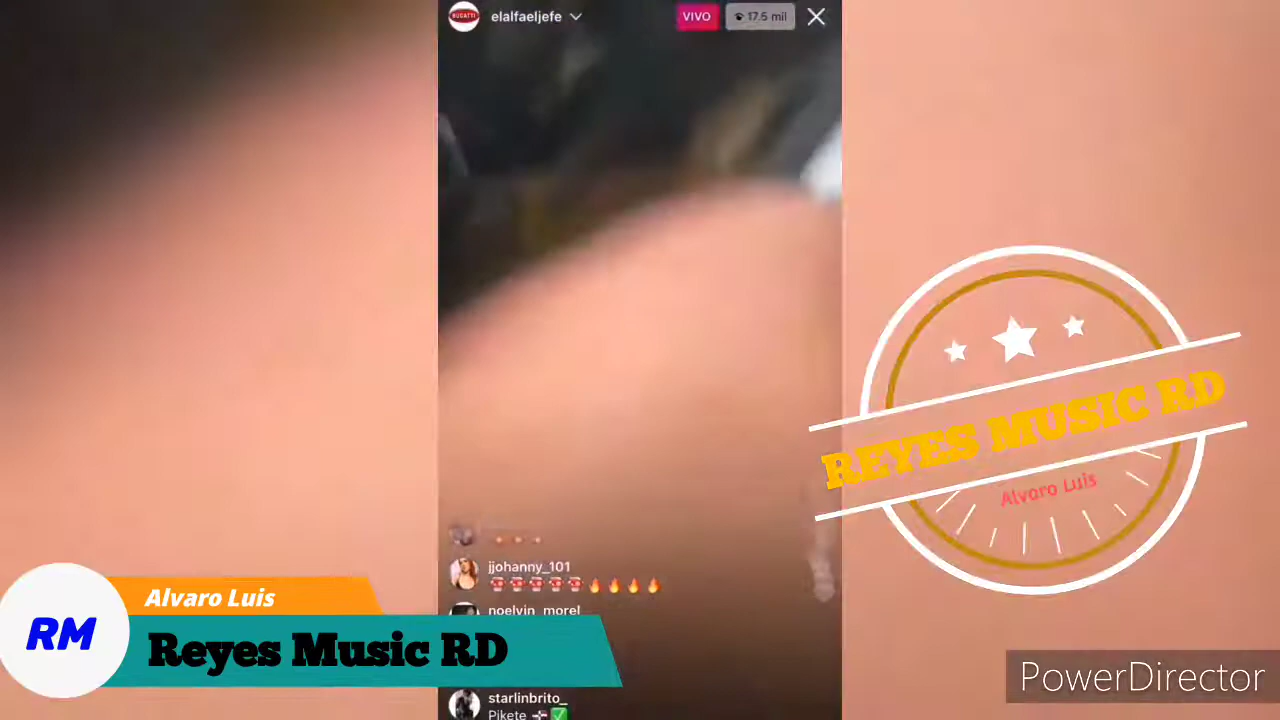 BUGATTI
elalfaeljefe
VIVO
17.5 mil
REYES MUSIC RD
Alvaro Luis
jjohanny_101
noelvin_morel
Alvaro Luis
RM
Reyes Music RD
starlinbrito_
Pikete
PowerDirector